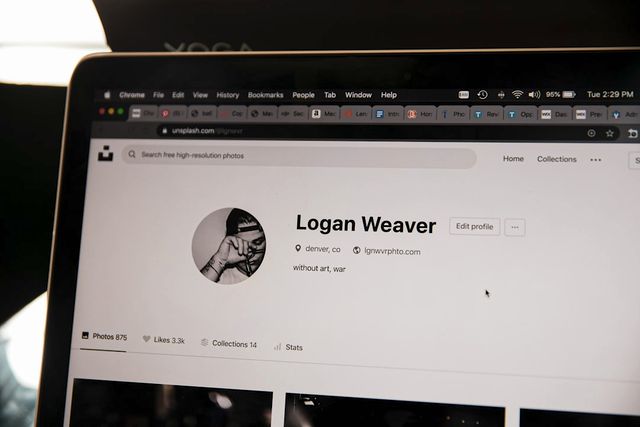 YOGA
Chrome File Edit View History Bookmarks People Tab Window Help 95% Tue 2:29 PM
unsplash.com
Search free high-resolution photos
Home Collections
Logan Weaver Edit profile
denver, co lgnwvrphto.com
without art, war
Photos 875 Likes 3.3k Collections 14 Stats